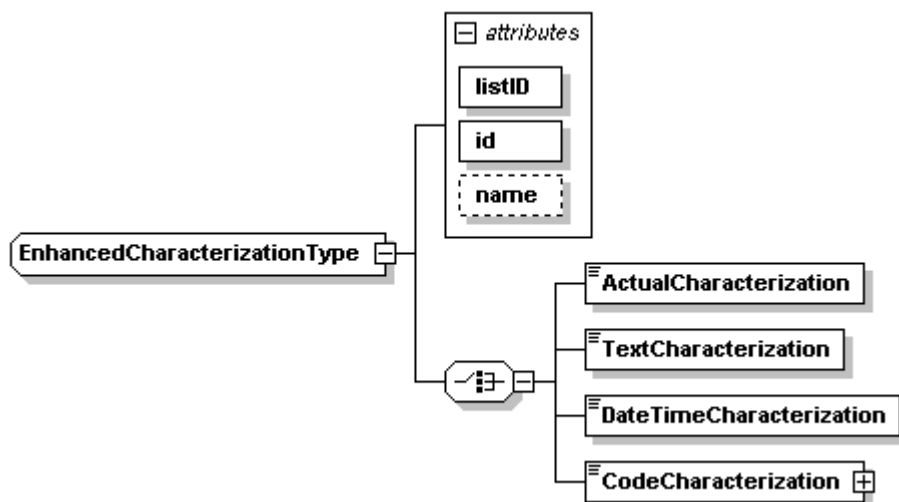 attributes
listID
id
name
EnhancedCharacterizationType
ActualCharacterization
TextCharacterization
DateTimeCharacterization
CodeCharacterization